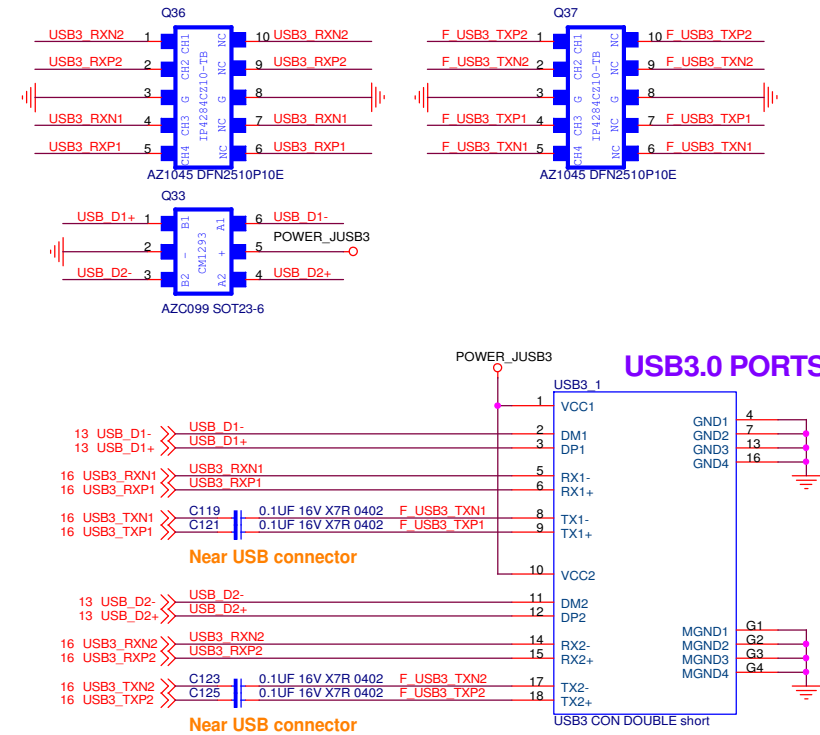 Q36
USB3_RXN2 1 CH1 NC 10 USB3_RXN2
USB3_RXP2 2 CH2 NC 9 USB3_RXP2
3 G G 8
USB3_RXN1 4 CH3 NC 7 USB3_RXN1
USB3_RXP1 5 CH4 NC 6 USB3_RXP1
IP4284CZ10-TB
AZ1045 DFN2510P10E
Q37
F_USB3_TXP2 1 CH1 NC 10 F_USB3_TXP2
F_USB3_TXN2 2 CH2 NC 9 F_USB3_TXN2
3 G G 8
F_USB3_TXP1 4 CH3 NC 7 F_USB3_TXP1
F_USB3_TXN1 5 CH4 NC 6 F_USB3_TXN1
IP4284CZ10-TB
AZ1045 DFN2510P10E
Q33
USB_D1+ 1 B1 A1 6 USB_D1-
POWER_JUSB3
2 - + 5
USB_D2- 3 B2 A2 4 USB_D2+
CM1293
AZC099 SOT23-6
POWER_JUSB3
USB3.0 PORTS
USB3_1
1 VCC1
GND1 4
13 USB_D1- USB_D1- 2 DM1
GND2 7
13 USB_D1+ USB_D1+ 3 DP1
GND3 13
GND4 16
16 USB3_RXN1 USB3_RXN1 5 RX1-
16 USB3_RXP1 USB3_RXP1 6 RX1+
16 USB3_TXN1 C119 0.1UF 16V X7R 0402 F_USB3_TXN1 8 TX1-
16 USB3_TXP1 C121 0.1UF 16V X7R 0402 F_USB3_TXP1 9 TX1+
Near USB connector
10 VCC2
13 USB_D2- USB_D2- 11 DM2
13 USB_D2+ USB_D2+ 12 DP2
MGND1 G1
16 USB3_RXN2 USB3_RXN2 14 RX2-
MGND2 G2
16 USB3_RXP2 USB3_RXP2 15 RX2+
MGND3 G3
MGND4 G4
16 USB3_TXN2 C123 0.1UF 16V X7R 0402 F_USB3_TXN2 17 TX2-
16 USB3_TXP2 C125 0.1UF 16V X7R 0402 F_USB3_TXP2 18 TX2+
Near USB connector
USB3 CON DOUBLE short